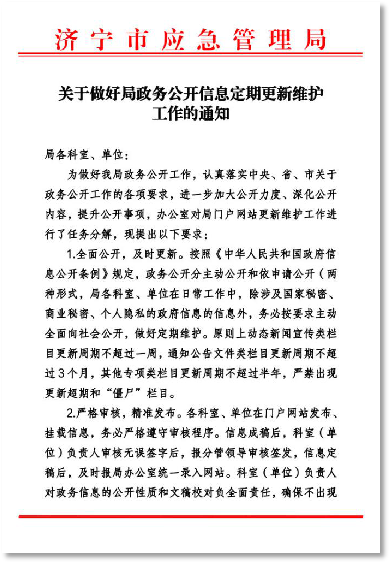 济宁市应急管理局
关于做好局政务公开信息定期更新维护
工作的通知
局各科室、单位：
为做好我局政务公开工作，认真落实中央、省、市关于
政务公开工作的各项要求，进一步加大公开力度、深化公开
内容，提升公开事项，办公室对局门户网站更新维护工作进
行了任务分解，现提出以下要求：
1.全面公开，及时更新。按照《中华人民共和国政府信
息公开条例》规定，政务公开分主动公开和依申请公开（两
种形式，局各科室、单位在日常工作中，除涉及国家秘密、
商业秘密、个人隐私的政府信息的信息外，务必按要求主动
全面向社会公开，做好定期维护。原则上动态新闻宣传类栏
目更新周期不超过一周，通知公告文件类栏目更新周期不超
过3个月，其他专项类栏目更新周期不超过半年，严禁出现
更新超期和“僵尸”栏目。
2.严格审核，精准发布。各科室、单位在门户网站发布、
挂载信息，务必严格遵守审核程序。信息成稿后，科室（单
位）负责人审核无误签字后，报分管领导审核签发，信息定
稿后，及时报局办公室统一录入网站。科室（单位）负责人
对政务信息的公开性质和文稿校对负全面责任，确保不出现